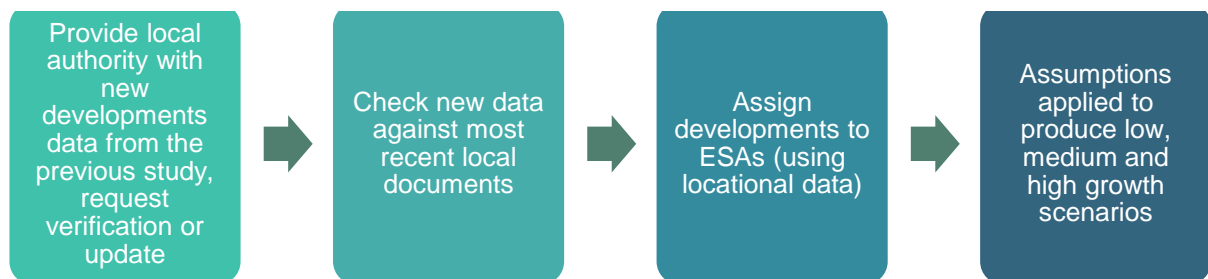 Provide local
authority with
new
developments
data from the
previous study,
request
verification or
update
Check new data
against most
recent local
documents
Assign
developments to
ESAs (using
locational data)
Assumptions
applied to
produce low,
medium and
high growth
scenarios